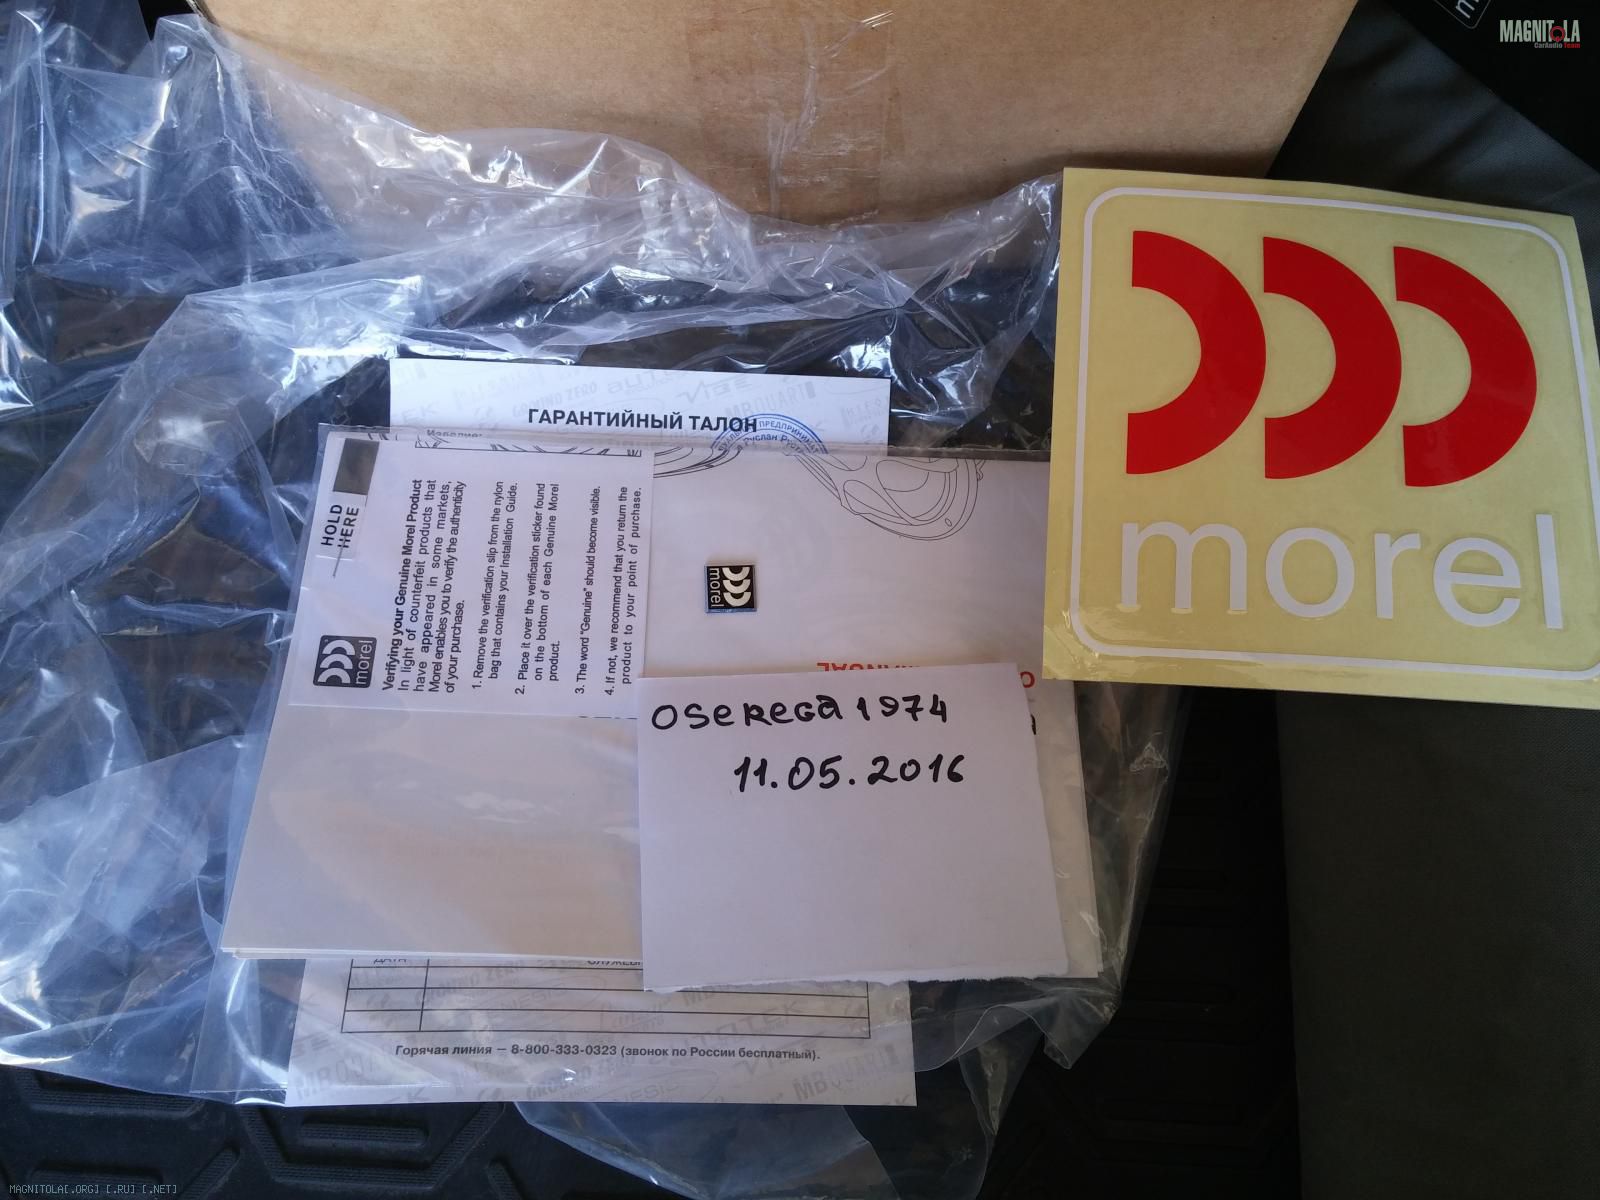 MAGNITOLA
CarAudio Team
ГАРАНТИЙНЫЙ ТАЛОН
Изделие:
HOLD
HERE
morel
Verifying your Genuine Morel Product
In light of counterfeit products that
have appeared in some markets,
Morel enables you to verify the authenticity
of your purchase.
1. Remove the verification slip from the nylon
bag that contains your Installation Guide.
2. Place it over the verification sticker found
on the bottom of each Genuine Morel
product.
3. The word "Genuine" should become visible.
4. If not, we recommend that you return the
product to your point of purchase.
morel
morel
oserega 1974
11.05.2016
ДАТА
Горячая линия — 8-800-333-0323 (звонок по России бесплатный).
MAGNITOLA[.ORG] [.RU] [.NET]